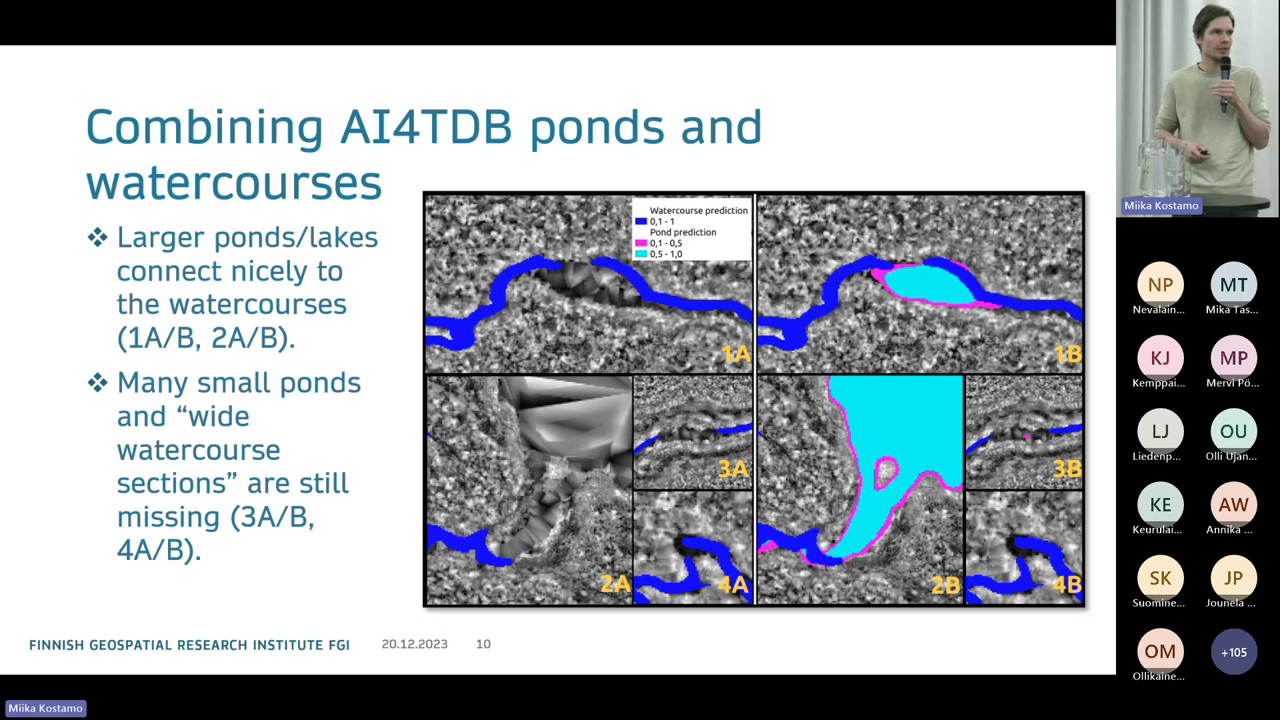 Combining AI4TDB ponds and
watercourses
❖ Larger ponds/lakes
connect nicely to
the watercourses
(1A/B, 2A/B).
❖ Many small ponds
and “wide
watercourse
sections” are still
missing (3A/B,
4A/B).
Watercourse prediction
0,1 - 1
Pond prediction
0,1 - 0,5
0,5 - 1,0
1A
1B
2A
3A
4A
2B
3B
4B
FINNISH GEOSPATIAL RESEARCH INSTITUTE FGI
20.12.2023
10
Miika Kostamo
NP
Nevalain...
MT
Mika Tas...
KJ
Kemppai...
MP
Mervi Pö...
LJ
Liedenp...
OU
Olli Ujan...
KE
Keurulai...
AW
Annika ...
SK
Suomine...
JP
Jounela ...
OM
Ollikaine...
+105
Miika Kostamo